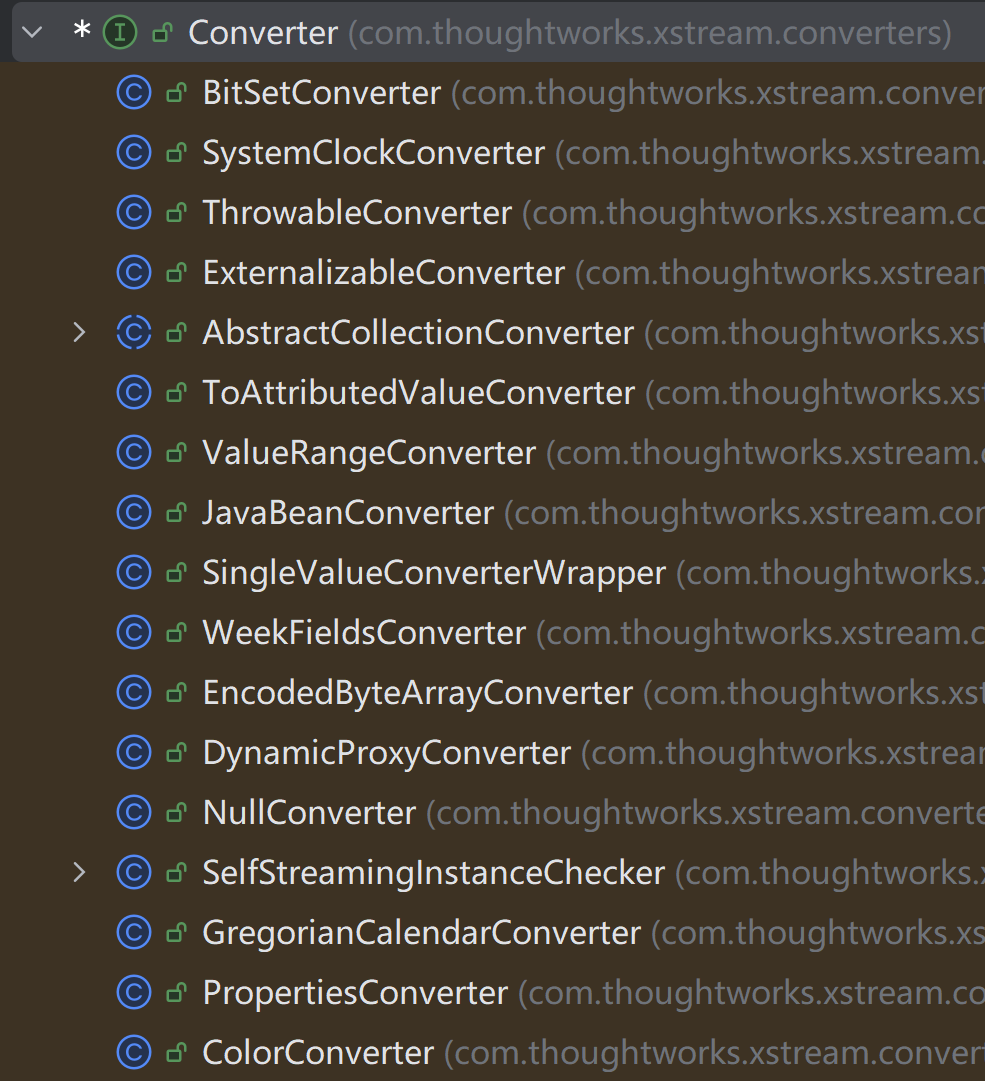 * I Converter (com.thoughtworks.xstream.converters)
C BitSetConverter (com.thoughtworks.xstream.conver
C SystemClockConverter (com.thoughtworks.xstream.
C ThrowableConverter (com.thoughtworks.xstream.co
C ExternalizableConverter (com.thoughtworks.xstream
C AbstractCollectionConverter (com.thoughtworks.xst
C ToAttributedValueConverter (com.thoughtworks.xst
C ValueRangeConverter (com.thoughtworks.xstream.c
C JavaBeanConverter (com.thoughtworks.xstream.con
C SingleValueConverterWrapper (com.thoughtworks.x
C WeekFieldsConverter (com.thoughtworks.xstream.c
C EncodedByteArrayConverter (com.thoughtworks.xst
C DynamicProxyConverter (com.thoughtworks.xstream
C NullConverter (com.thoughtworks.xstream.converte
C SelfStreamingInstanceChecker (com.thoughtworks.x
C GregorianCalendarConverter (com.thoughtworks.xs
C PropertiesConverter (com.thoughtworks.xstream.co
C ColorConverter (com.thoughtworks.xstream.convert